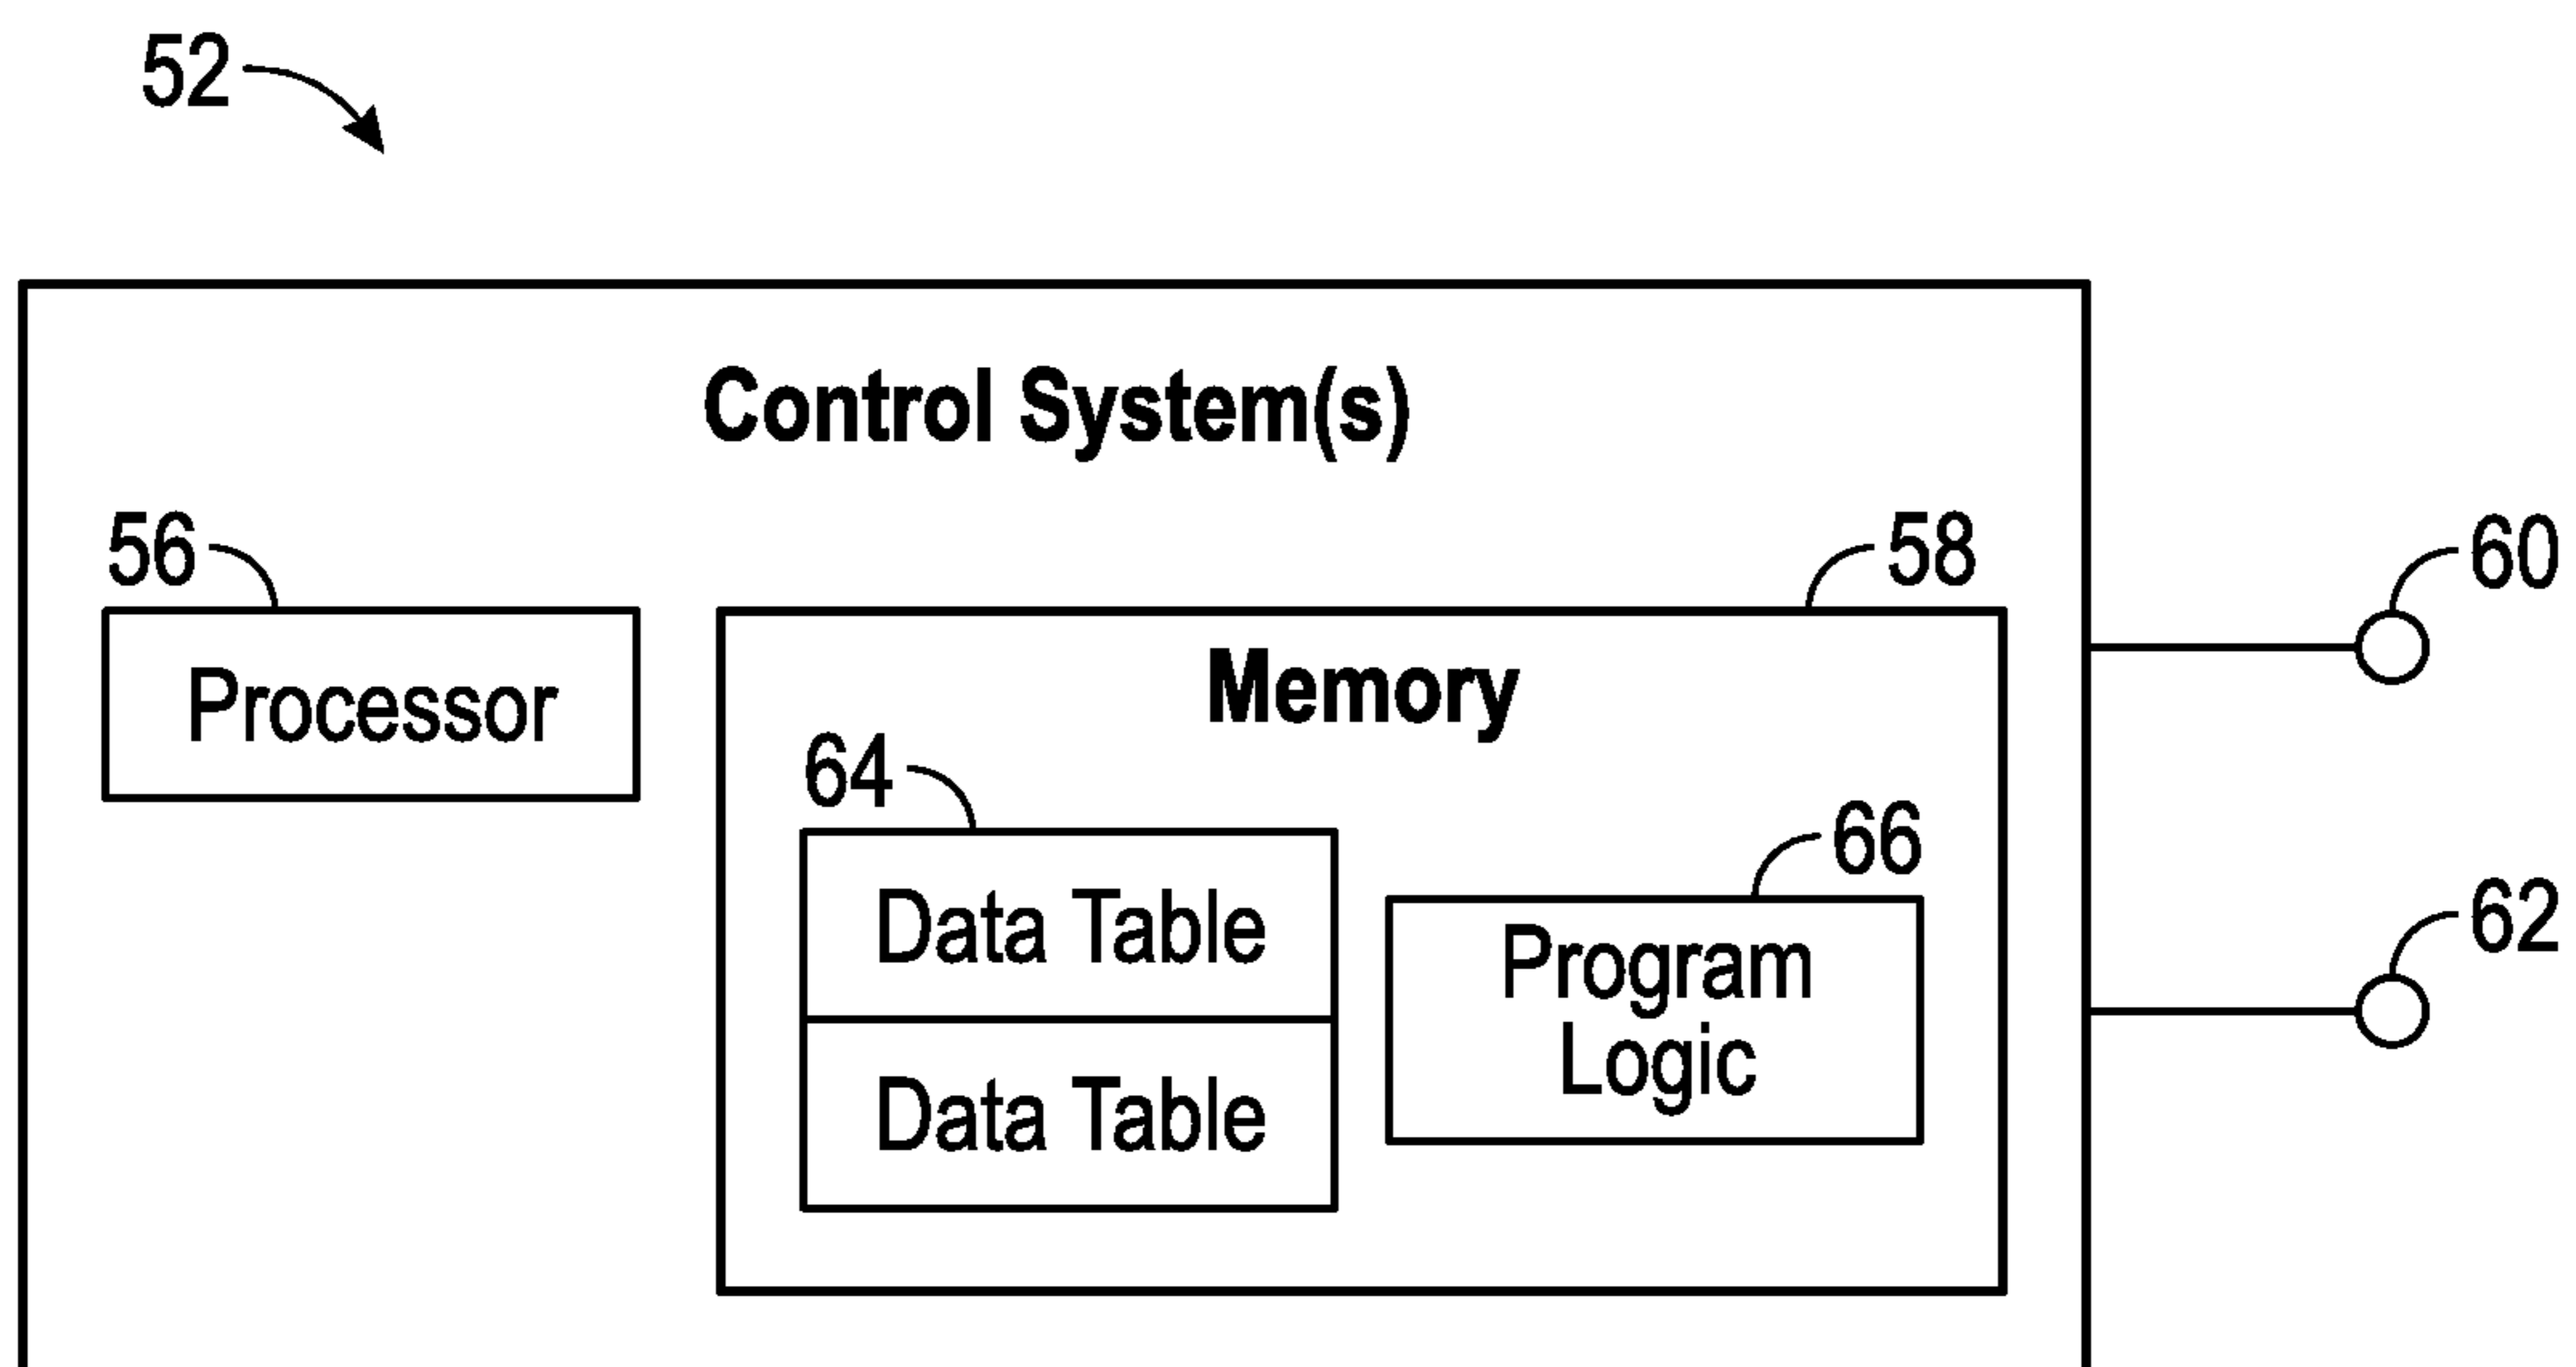 52
Control System(s)
56
58
60
Processor
Memory
64
66
Data Table
Program
Logic
62
Data Table